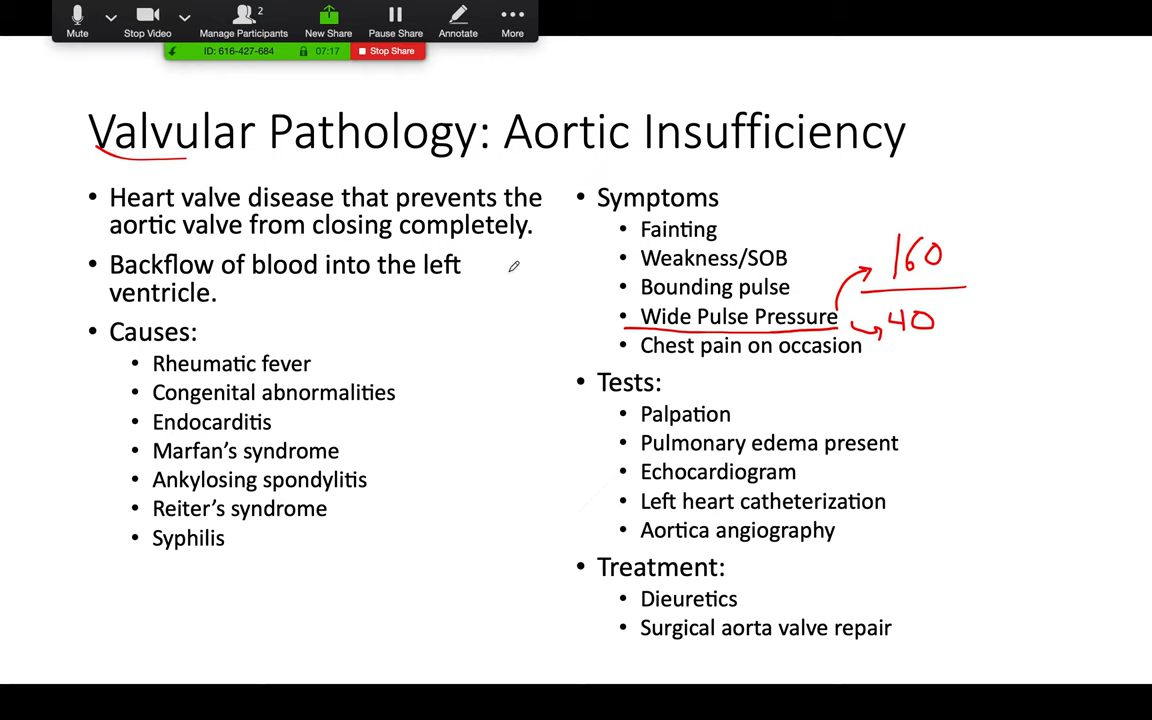 2
Mute
Stop Video
Manage Participants
New Share
Pause Share
Annotate
More
ID: 616-427-684
07:17
Stop Share
Valvular Pathology: Aortic Insufficiency
• Heart valve disease that prevents the
aortic valve from closing completely.
• Backflow of blood into the left
ventricle.
• Causes:
• Rheumatic fever
• Congenital abnormalities
• Endocarditis
• Marfan’s syndrome
• Ankylosing spondylitis
• Reiter’s syndrome
• Syphilis
• Symptoms
• Fainting
• Weakness/SOB
• Bounding pulse
• Wide Pulse Pressure
• Chest pain on occasion
160
40
• Tests:
• Palpation
• Pulmonary edema present
• Echocardiogram
• Left heart catheterization
• Aortica angiography
• Treatment:
• Dieuretics
• Surgical aorta valve repair